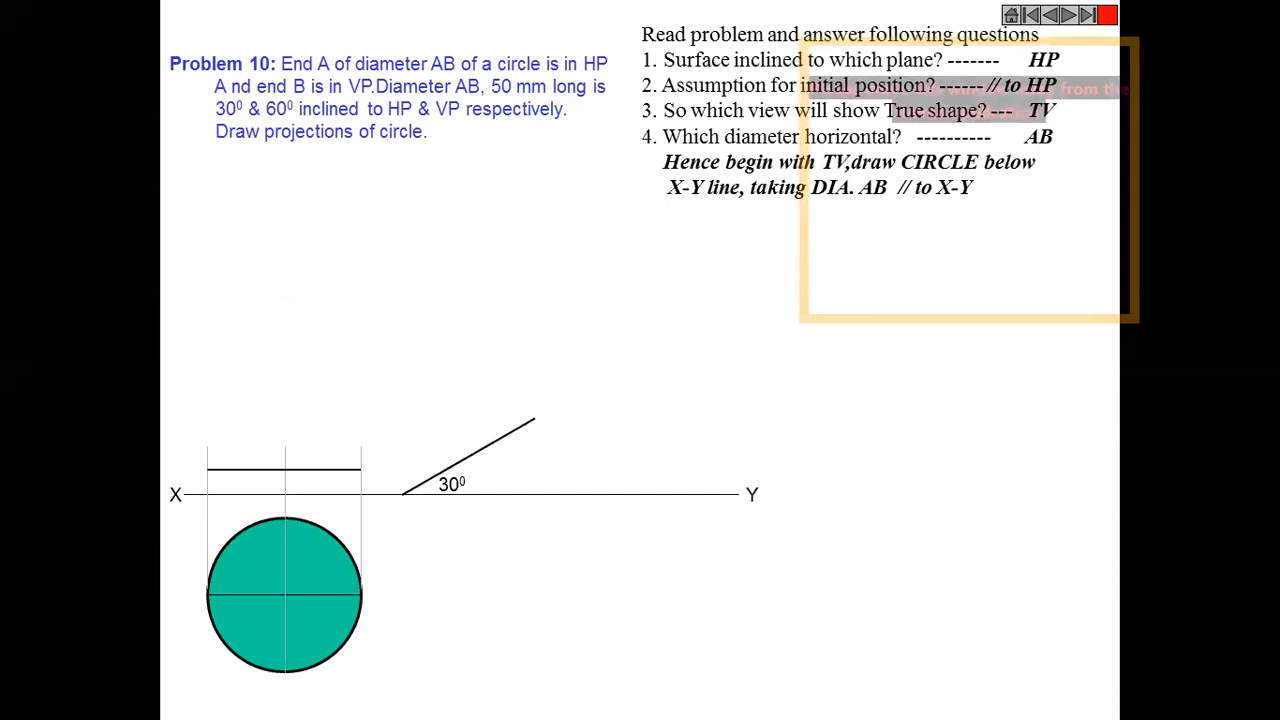 Problem 10: End A of diameter AB of a circle is in HP
A nd end B is in VP.Diameter AB, 50 mm long is
30⁰ & 60⁰ inclined to HP & VP respectively.
Draw projections of circle.
Read problem and answer following questions
1. Surface inclined to which plane? ------- HP
2. Assumption for initial position? ------ // to HP
3. So which view will show True shape? --- TV
4. Which diameter horizontal? ---------- AB
Hence begin with TV,draw CIRCLE below
X-Y line, taking DIA. AB // to X-Y
from the
30⁰
X
Y